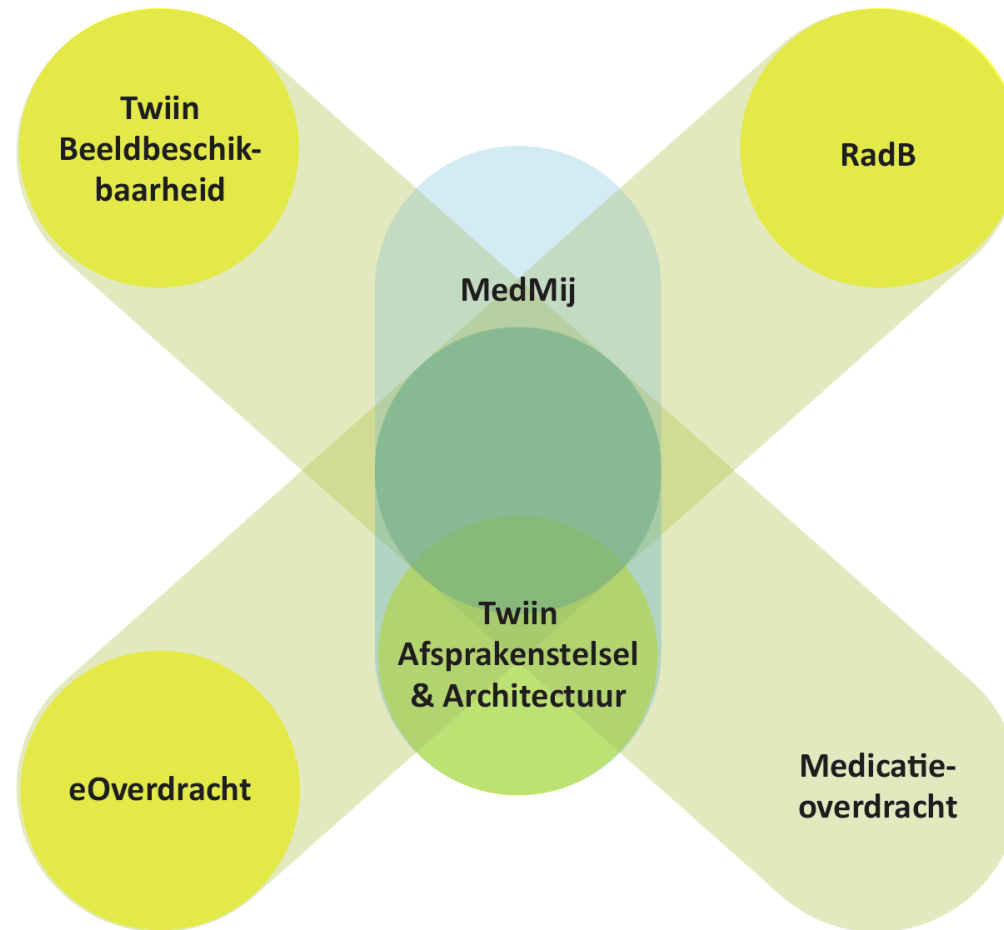 Twiin
Beeldbeschik-
baarheid
RadB
MedMij
Twiin
Afsprakenstelsel
& Architectuur
eOverdracht
Medicatie-
overdracht